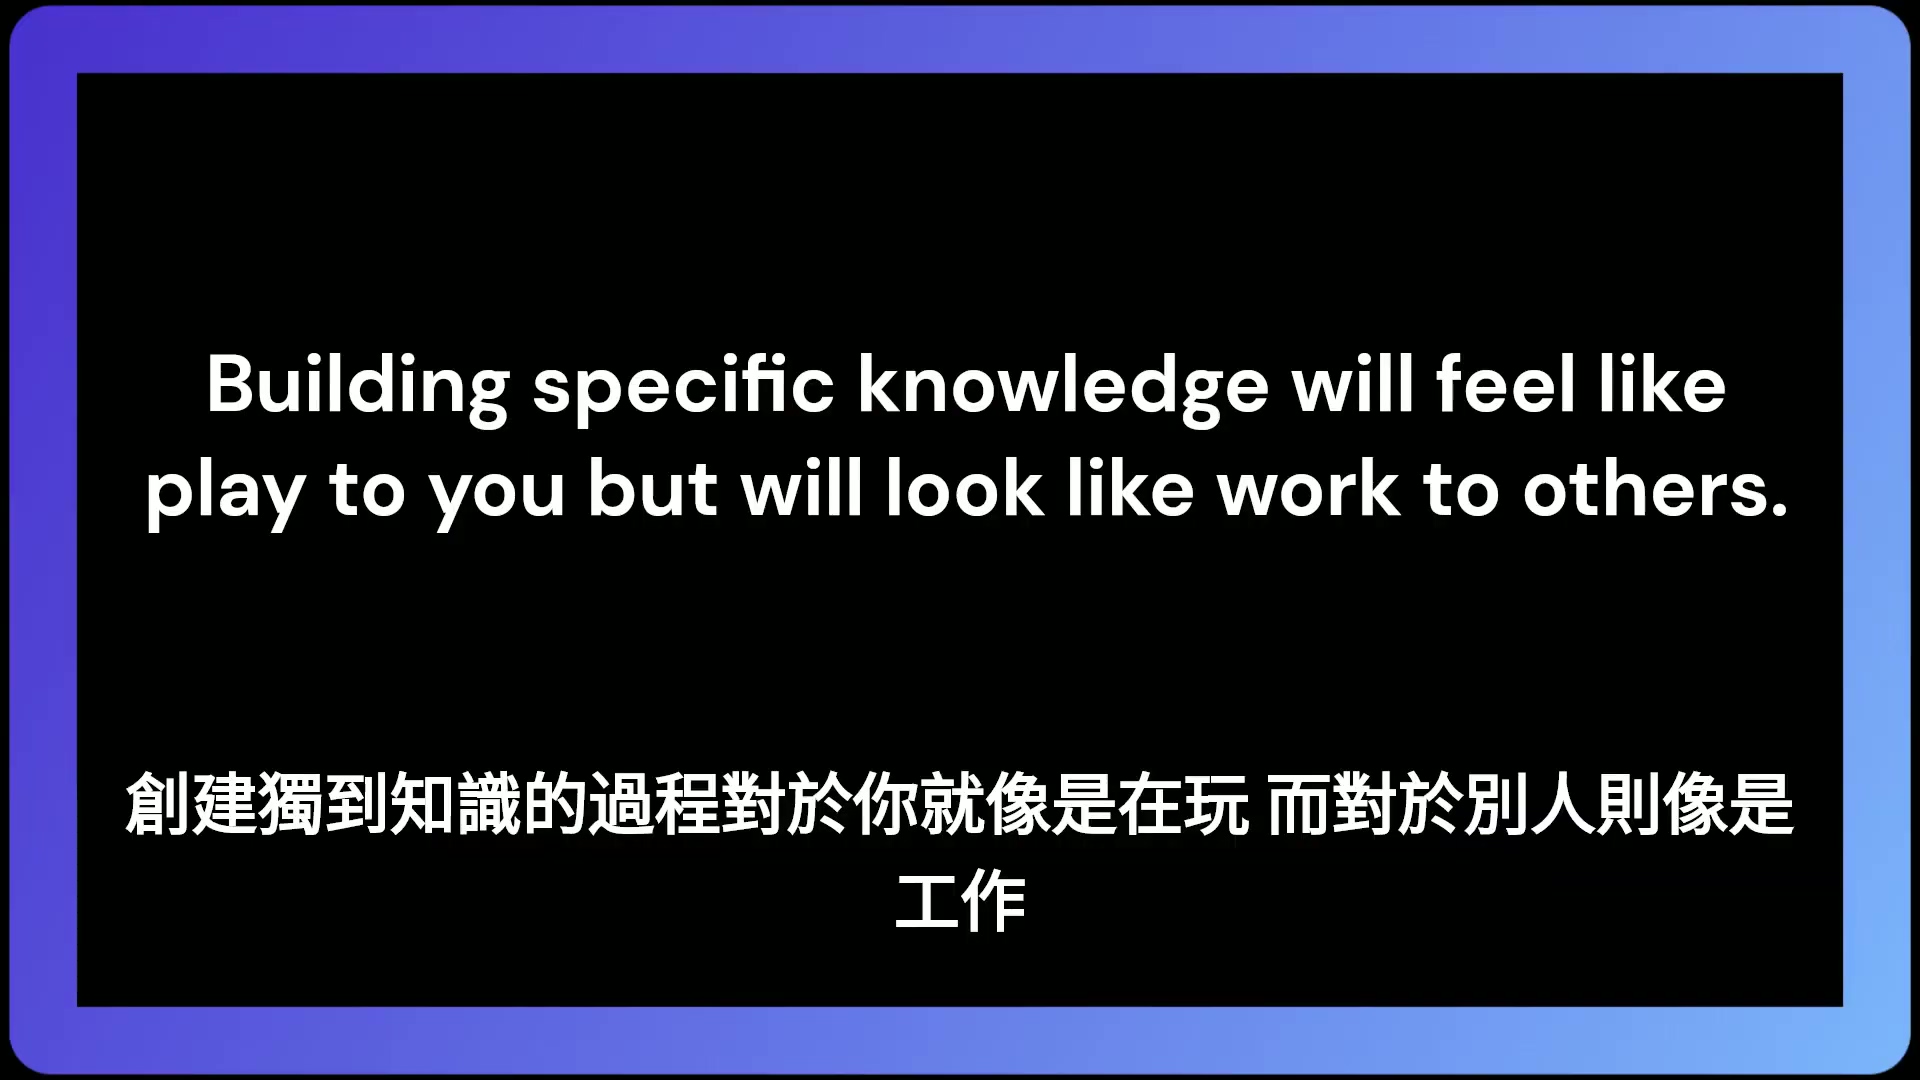 Building specific knowledge will feel like
play to you but will look like work to others.
創建獨到知識的過程對於你就像是在玩 而對於別人則像是
工作